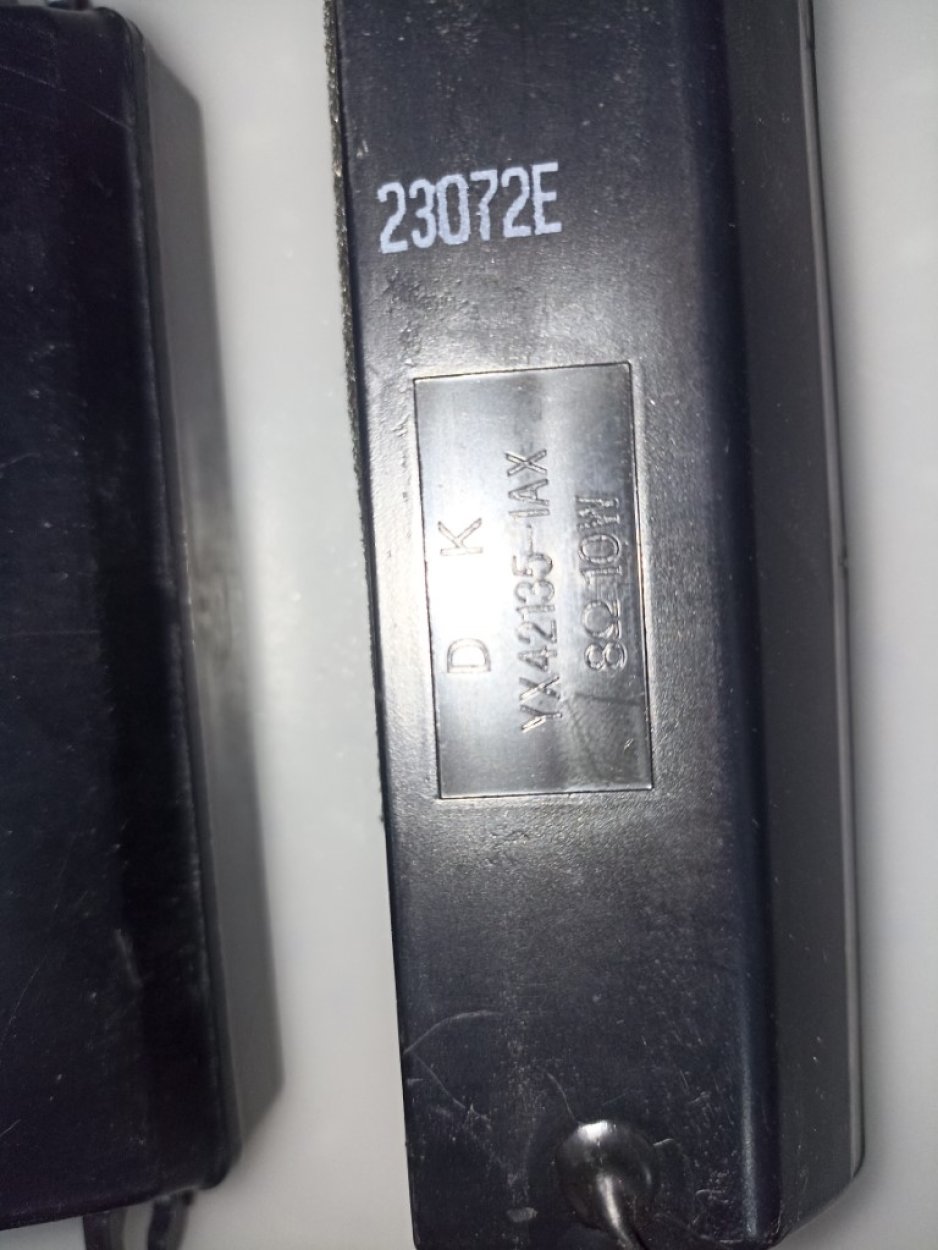 23072E
D K
YX42135-1AX
8Ω 10W